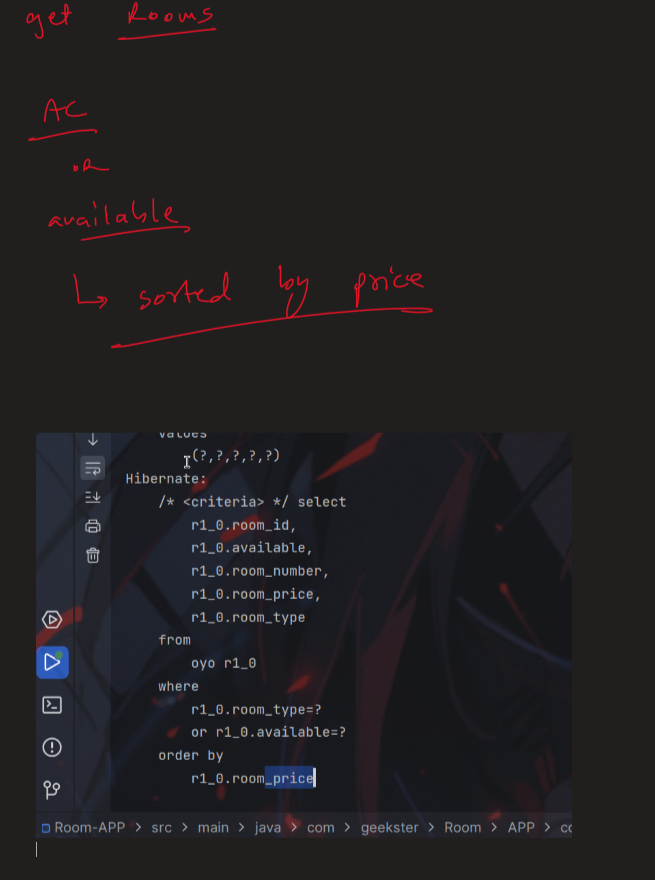 get Rooms
AC
OR
available
↳ sorted by price
values
(?,?,?,?,?)
Hibernate:
/* <criteria> */ select
r1_0.room_id,
r1_0.available,
r1_0.room_number,
r1_0.room_price,
r1_0.room_type
from
oyo r1_0
where
r1_0.room_type=?
or r1_0.available=?
order by
r1_0.room_price
Room-APP > src > main > java > com > geekster > Room > APP > co